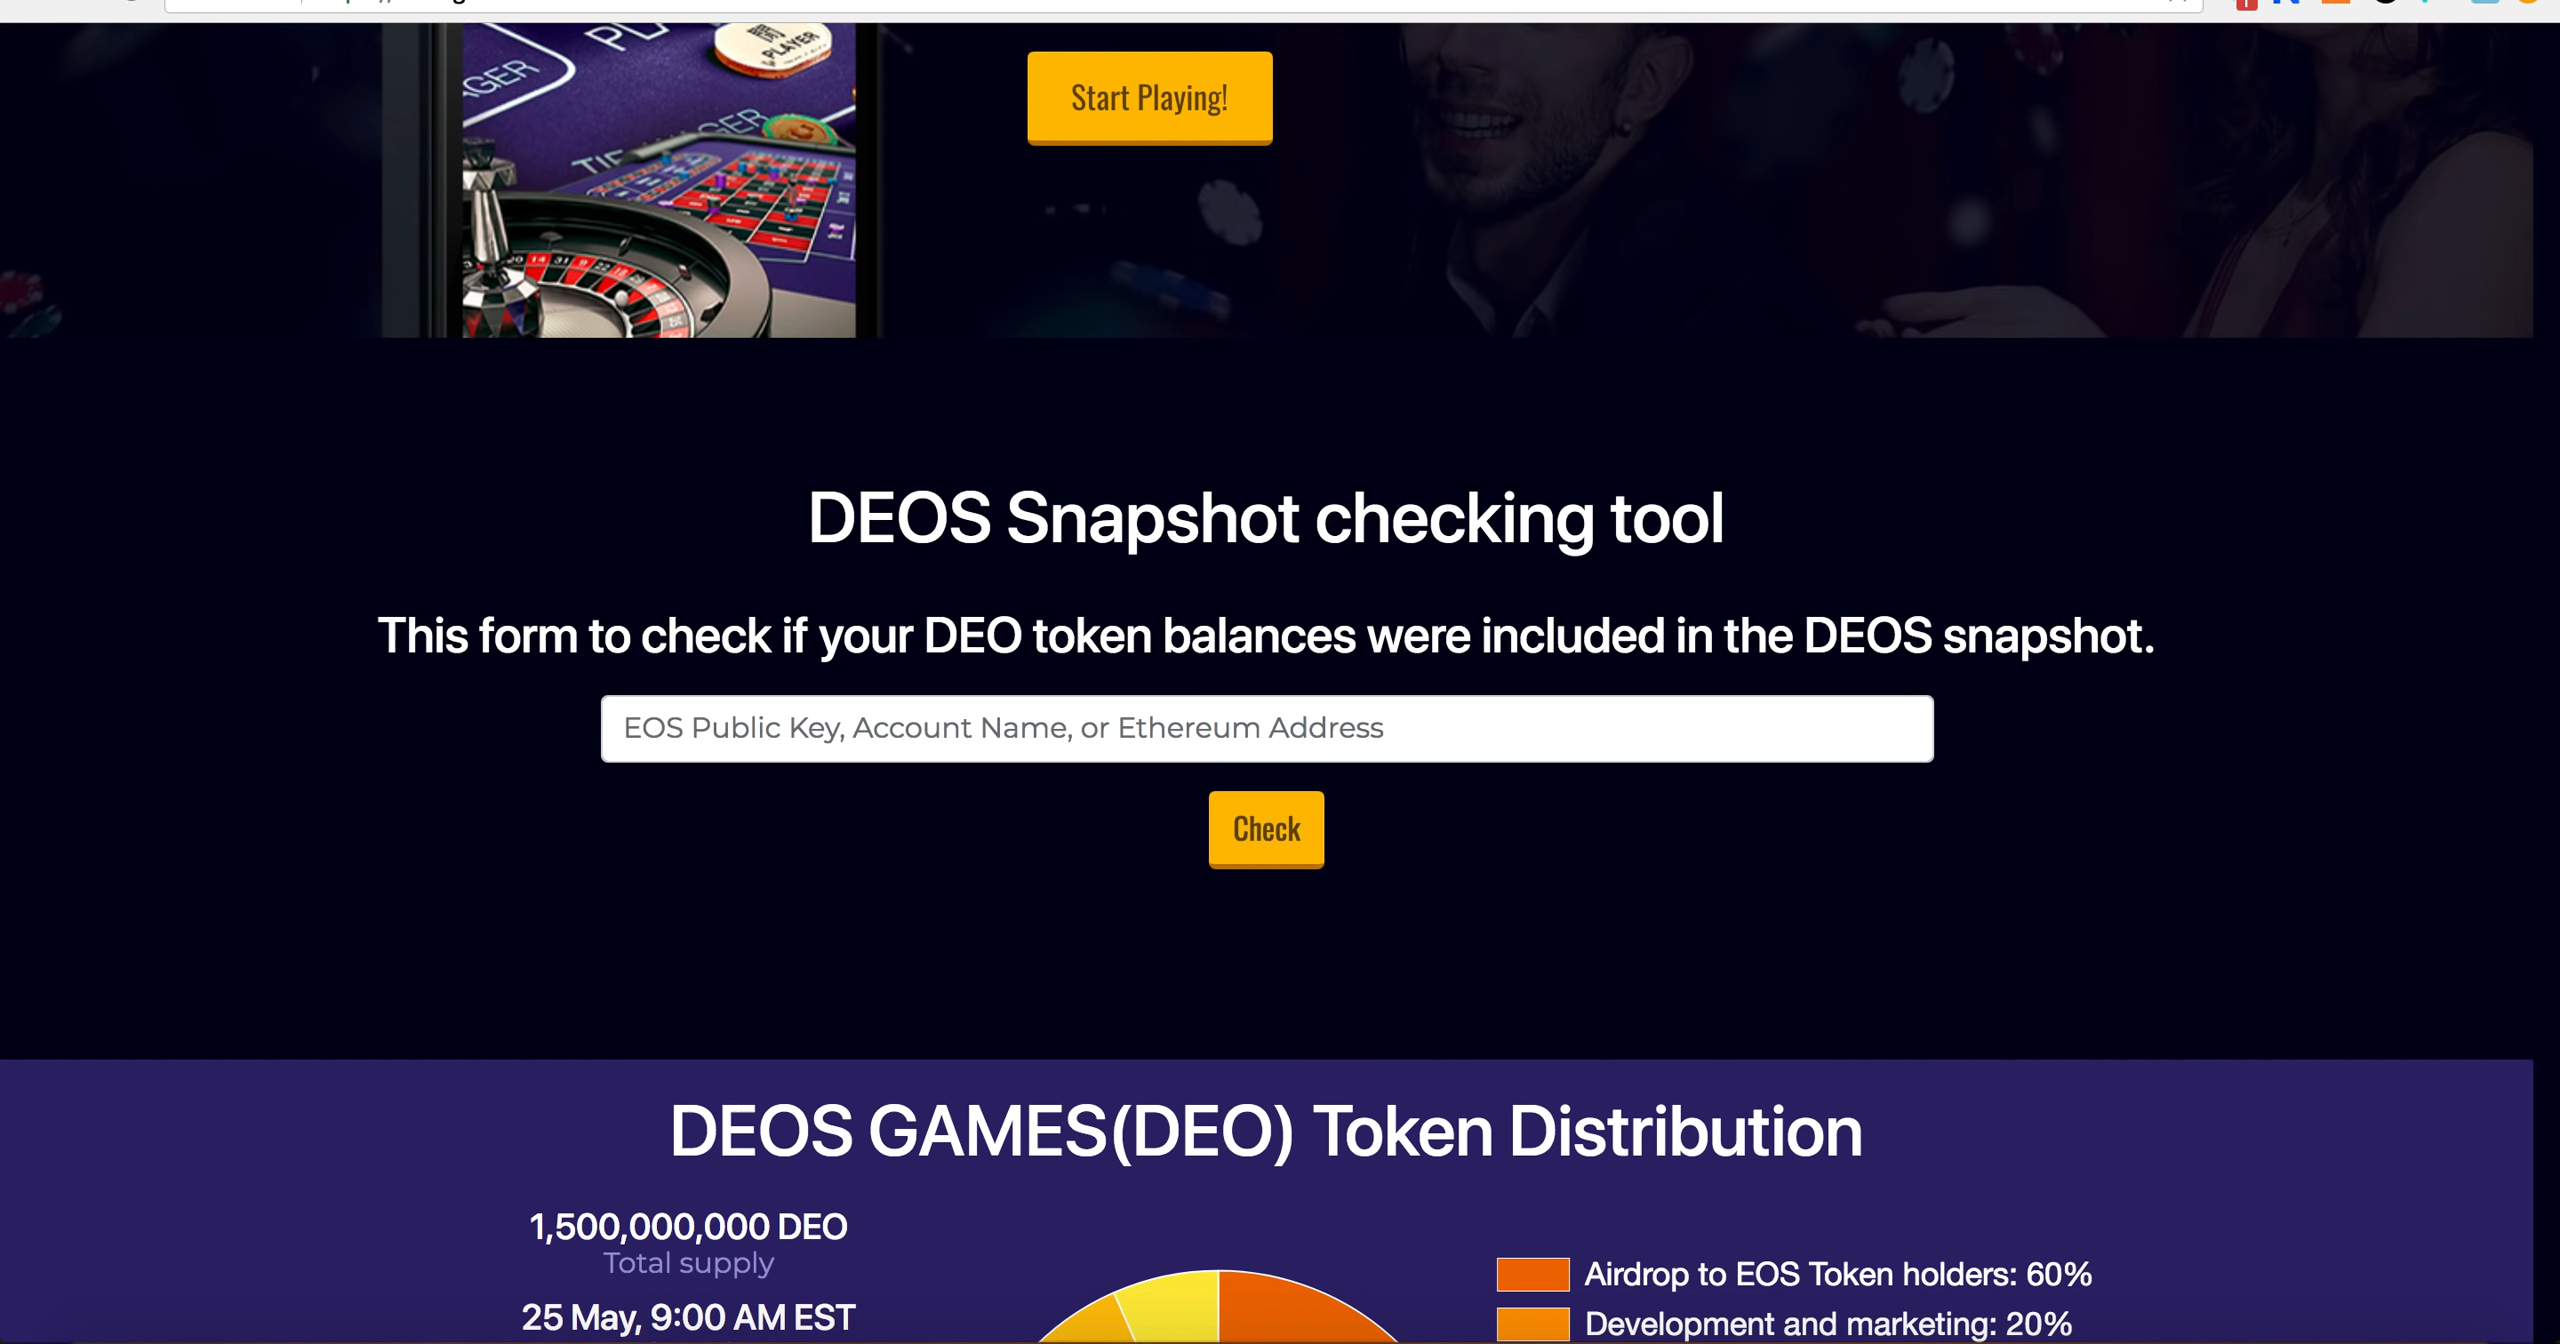 PLAYER
Start Playing!
DEOS Snapshot checking tool
This form to check if your DEO token balances were included in the DEOS snapshot.
EOS Public Key, Account Name, or Ethereum Address
Check
DEOS GAMES(DEO) Token Distribution
1,500,000,000 DEO
Total supply
25 May, 9:00 AM EST
Airdrop to EOS Token holders: 60%
Development and marketing: 20%